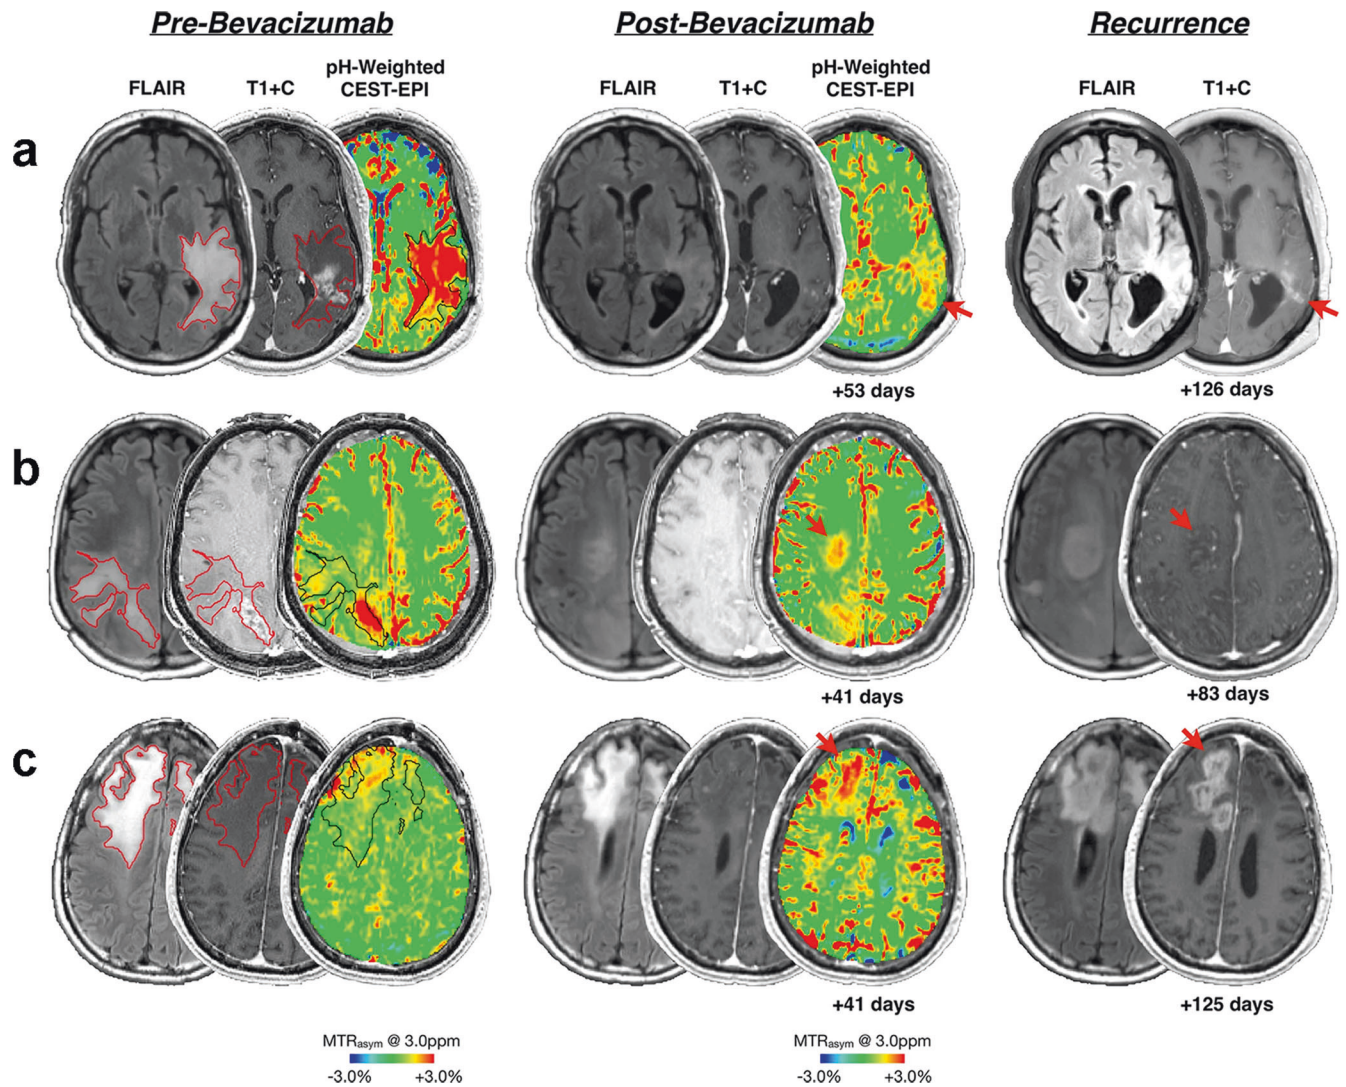 Pre-Bevacizumab
Post-Bevacizumab
Recurrence
FLAIR
T1+C
pH-Weighted
CEST-EPI
FLAIR
T1+C
pH-Weighted
CEST-EPI
FLAIR
T1+C
a
+53 days
+126 days
b
+41 days
+83 days
c
+41 days
+125 days
MTRasym @ 3.0ppm
-3.0%
+3.0%
MTRasym @ 3.0ppm
-3.0%
+3.0%